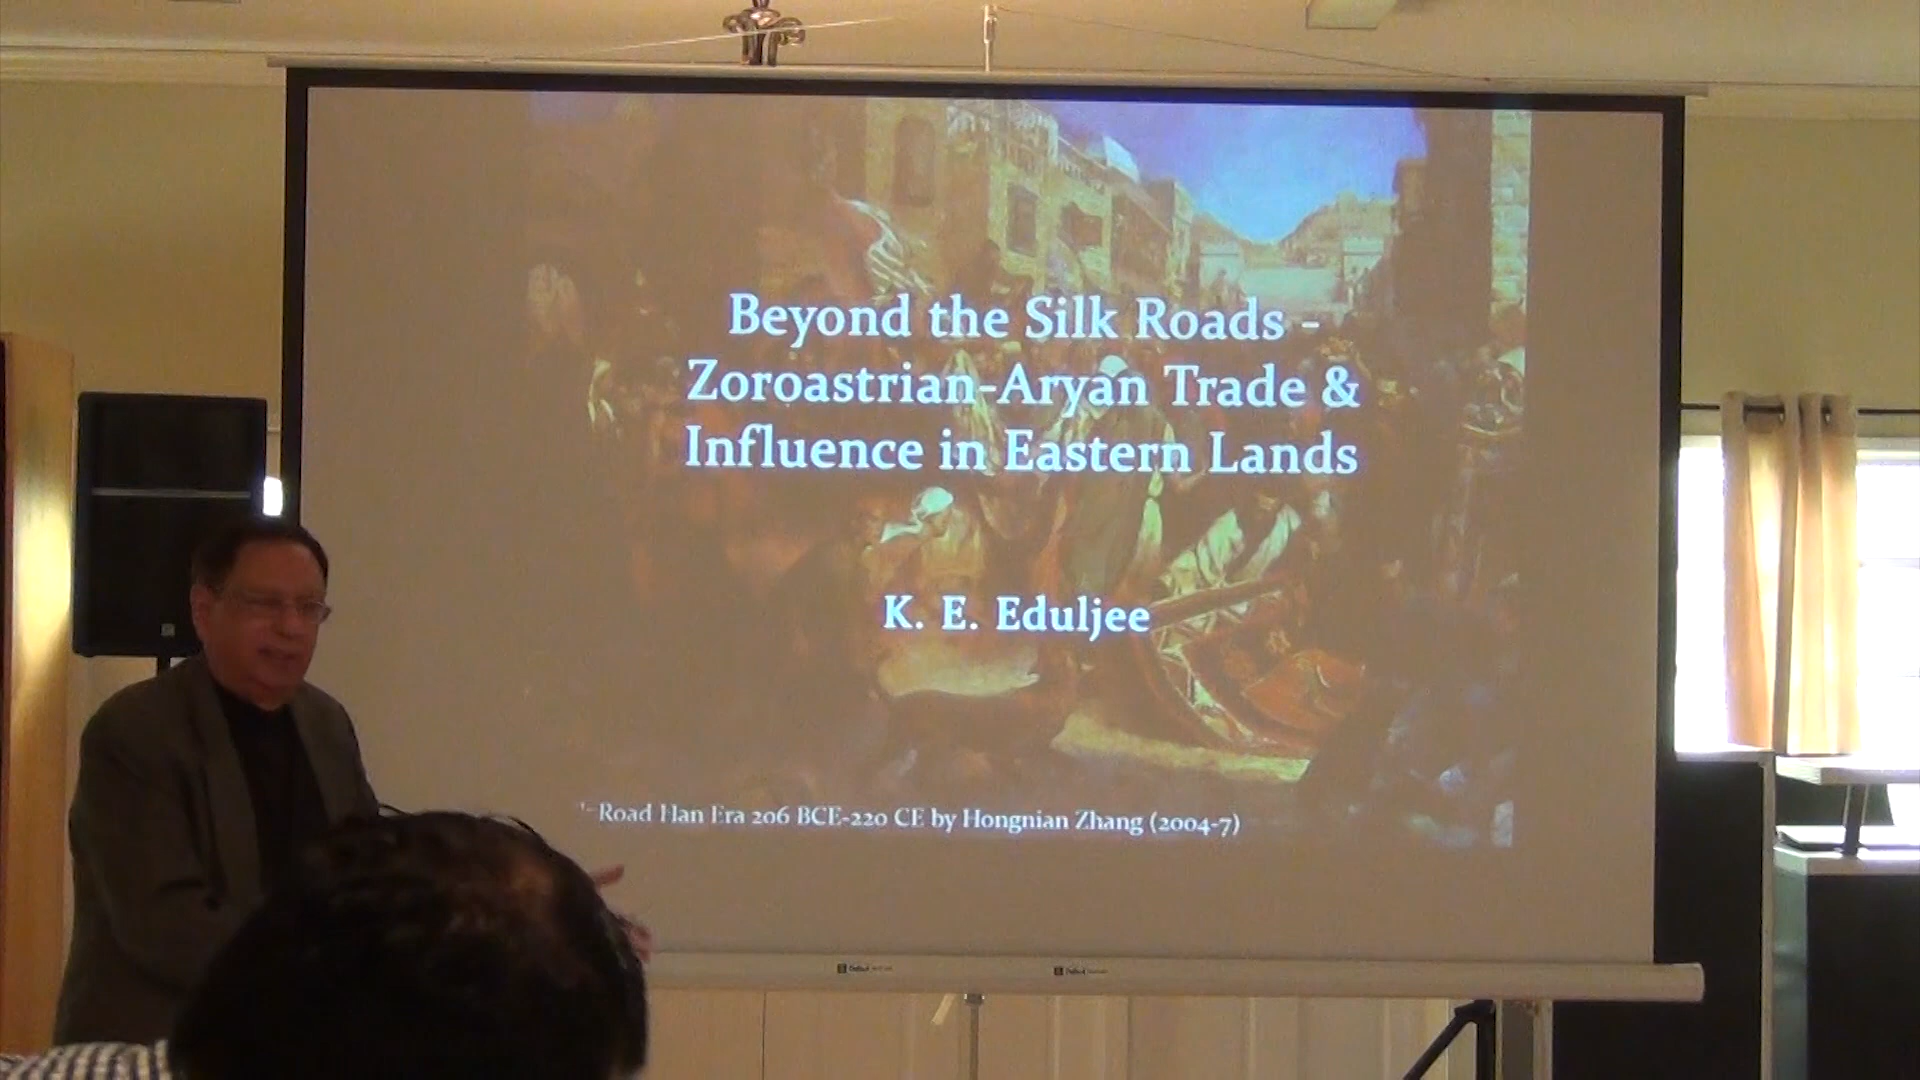 Beyond the Silk Roads -
Zoroastrian-Aryan Trade &
Influence in Eastern Lands
K. E. Eduljee
Road Han Era 206 BCE-220 CE by Hongnian Zhang (2004-7)